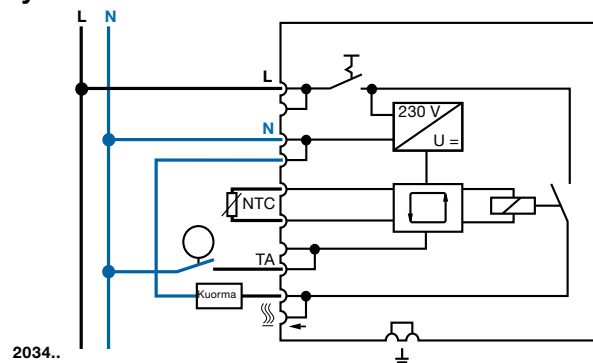 L N
L
230 V
U =
N
NTC
TA
Kuorma
2034..